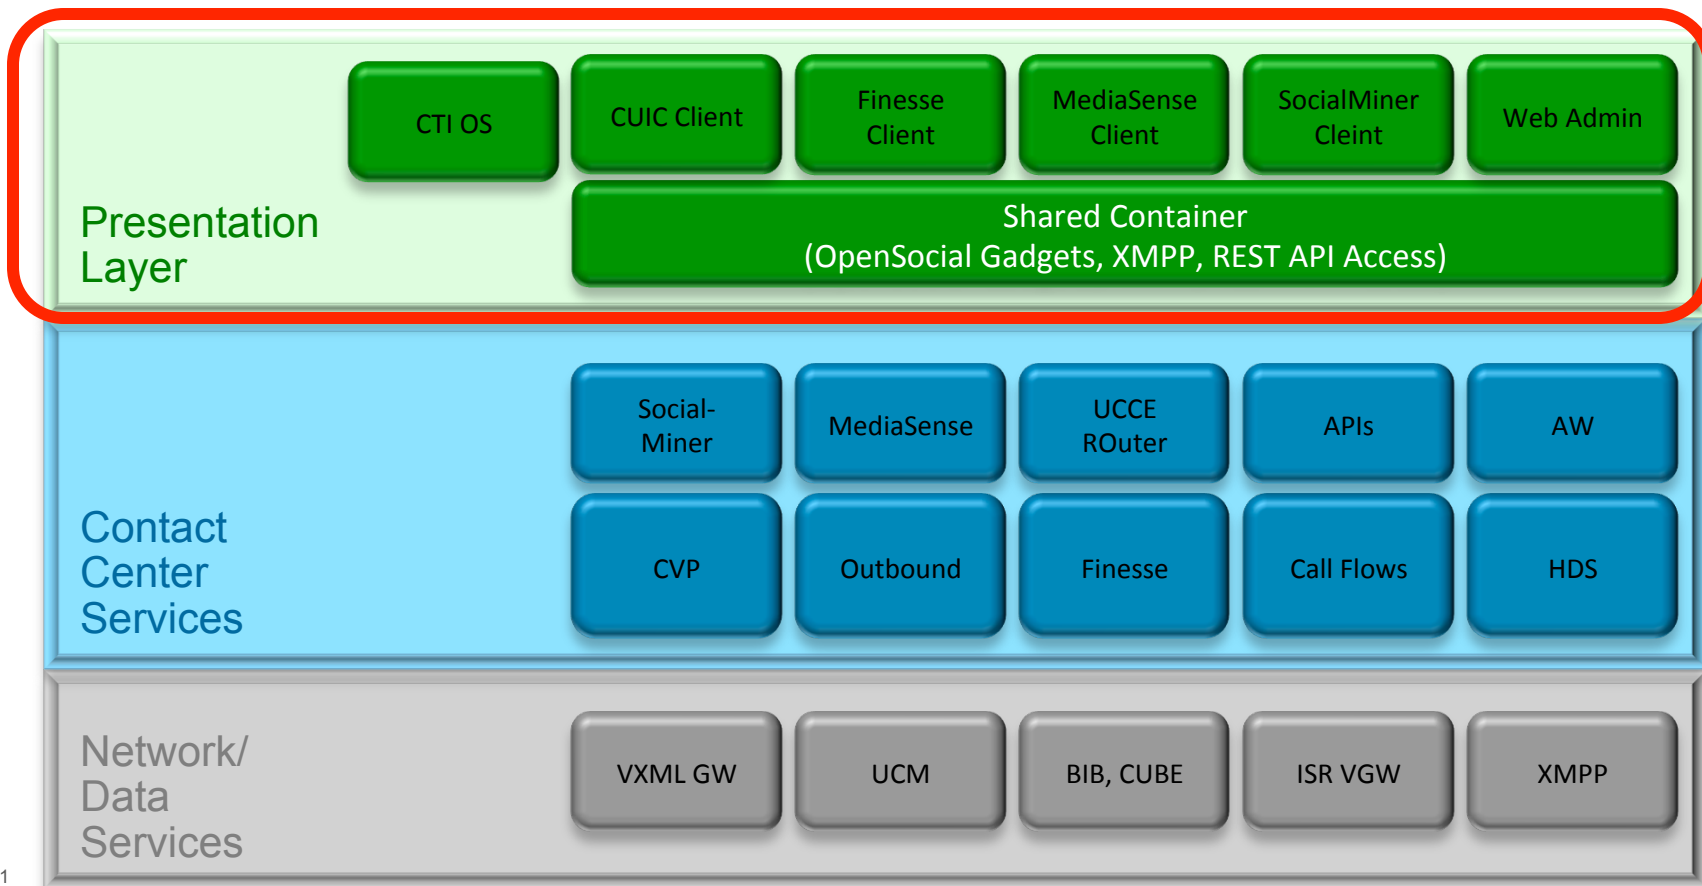 CTI OS
CUIC Client
Finesse
Client
MediaSense
Client
SocialMiner
Cleint
Web Admin
Presentation
Layer
Shared Container
(OpenSocial Gadgets, XMPP, REST API Access)
Social-
Miner
MediaSense
UCCE
ROuter
APIs
AW
Contact
Center
Services
CVP
Outbound
Finesse
Call Flows
HDS
Network/
Data
Services
VXML GW
UCM
BIB, CUBE
ISR VGW
XMPP
1